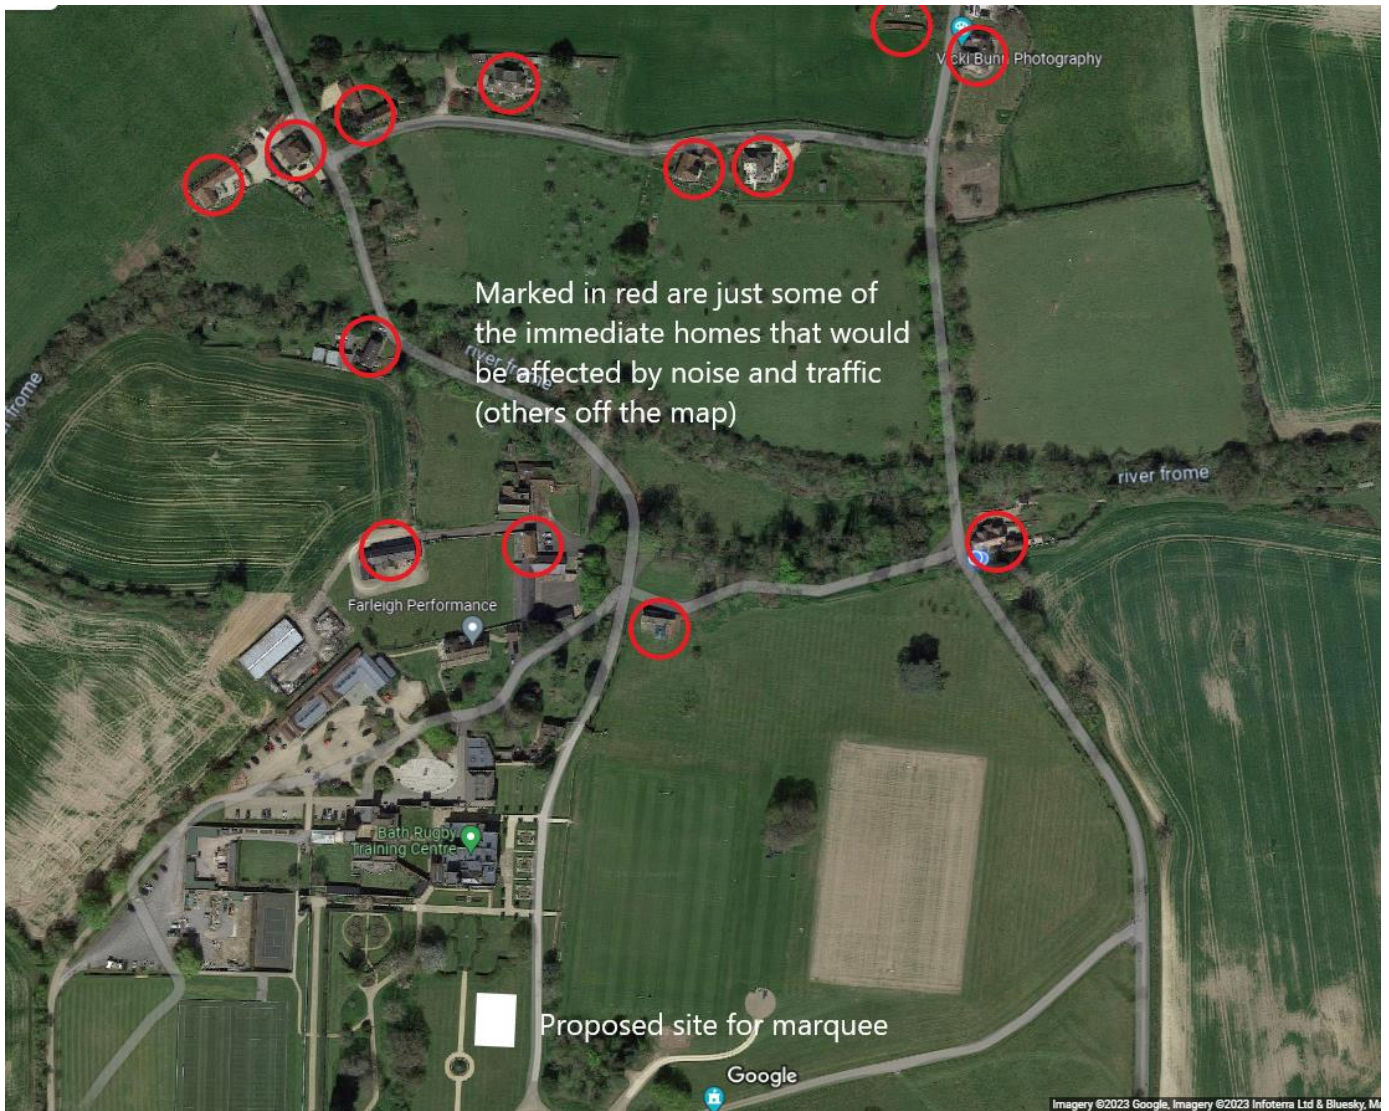 Vicki Bunn Photography
Marked in red are just some of
the immediate homes that would
be affected by noise and traffic
(others off the map)
river frome
frome
river frome
Farleigh Performance
Bath Rugby
Training Centre
Proposed site for marquee
Google
Imagery ©2023 Google, Imagery ©2023 Infoterra Ltd & Bluesky, Ma